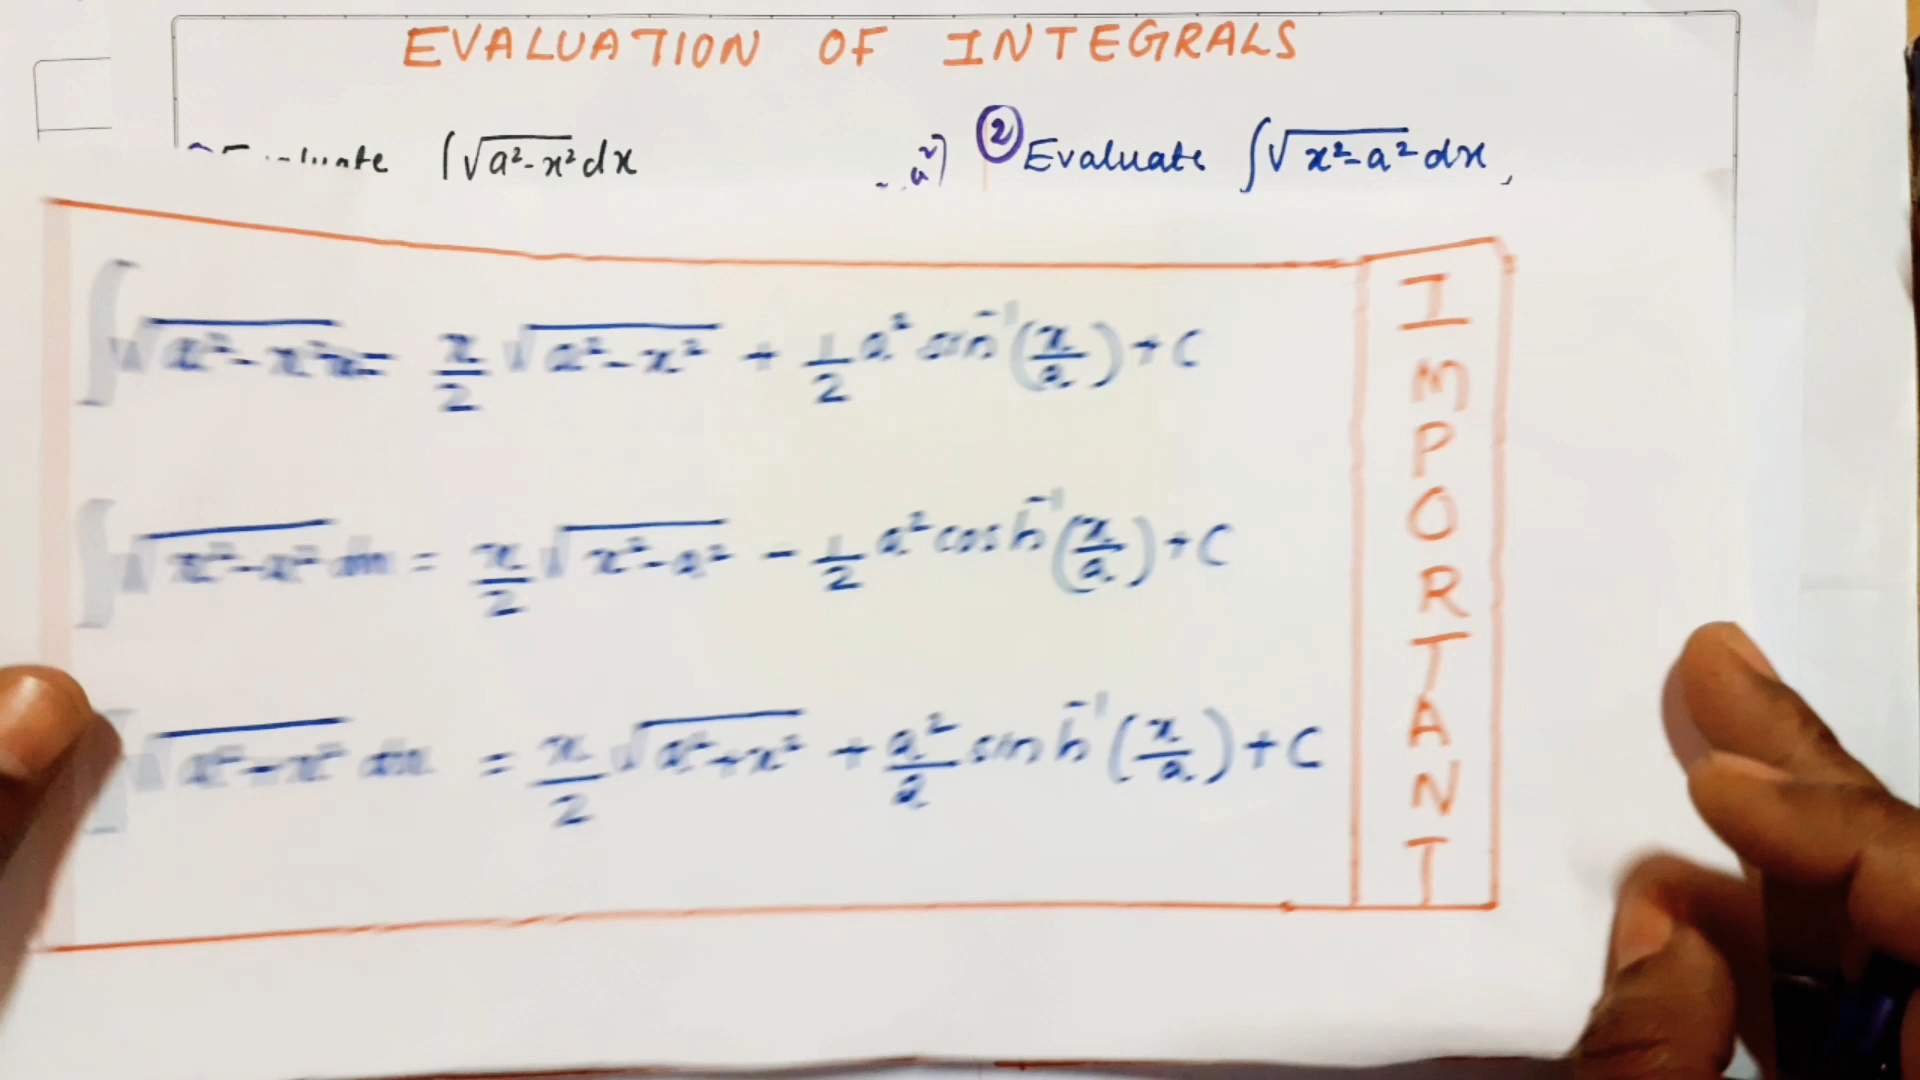 EVALUATION OF INTEGRALS
∫√a²-x² dx
② Evaluate ∫√x²-a² dx,
∫√a²-x² = x/2 √a²-x² + 1/2 a² sin⁻¹(x/a)+C
∫√x²-a² dx = x/2 √x²-a² - 1/2 a² cosh⁻¹(x/a)+C
∫√a²+x² dx = x/2 √a²+x² + a²/2 sinh⁻¹(x/a)+C
IMPORTANT